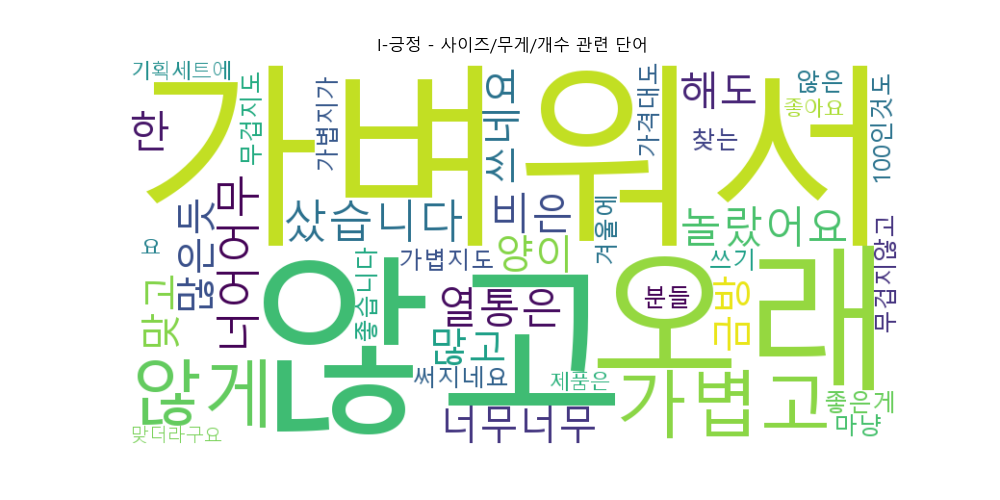 I-긍정 - 사이즈/무게/개수 관련 단어
기획세트에
가벼워서
한
무겁지도
가볍지가
쓰네요
가격대도
해도
않은
좋아요
찾는
100인것도
많은듯
너어어무
샀습니다
비은
겨울에
놀랐어요
요
양이
가볍지도
쓰기
무겁지않고
맞고
좋습니다
않고
열통은
오래
분들
금방
많고
않게
써지네요
제품은
가볍고
좋은게
마냥
너무너무
맞더라구요